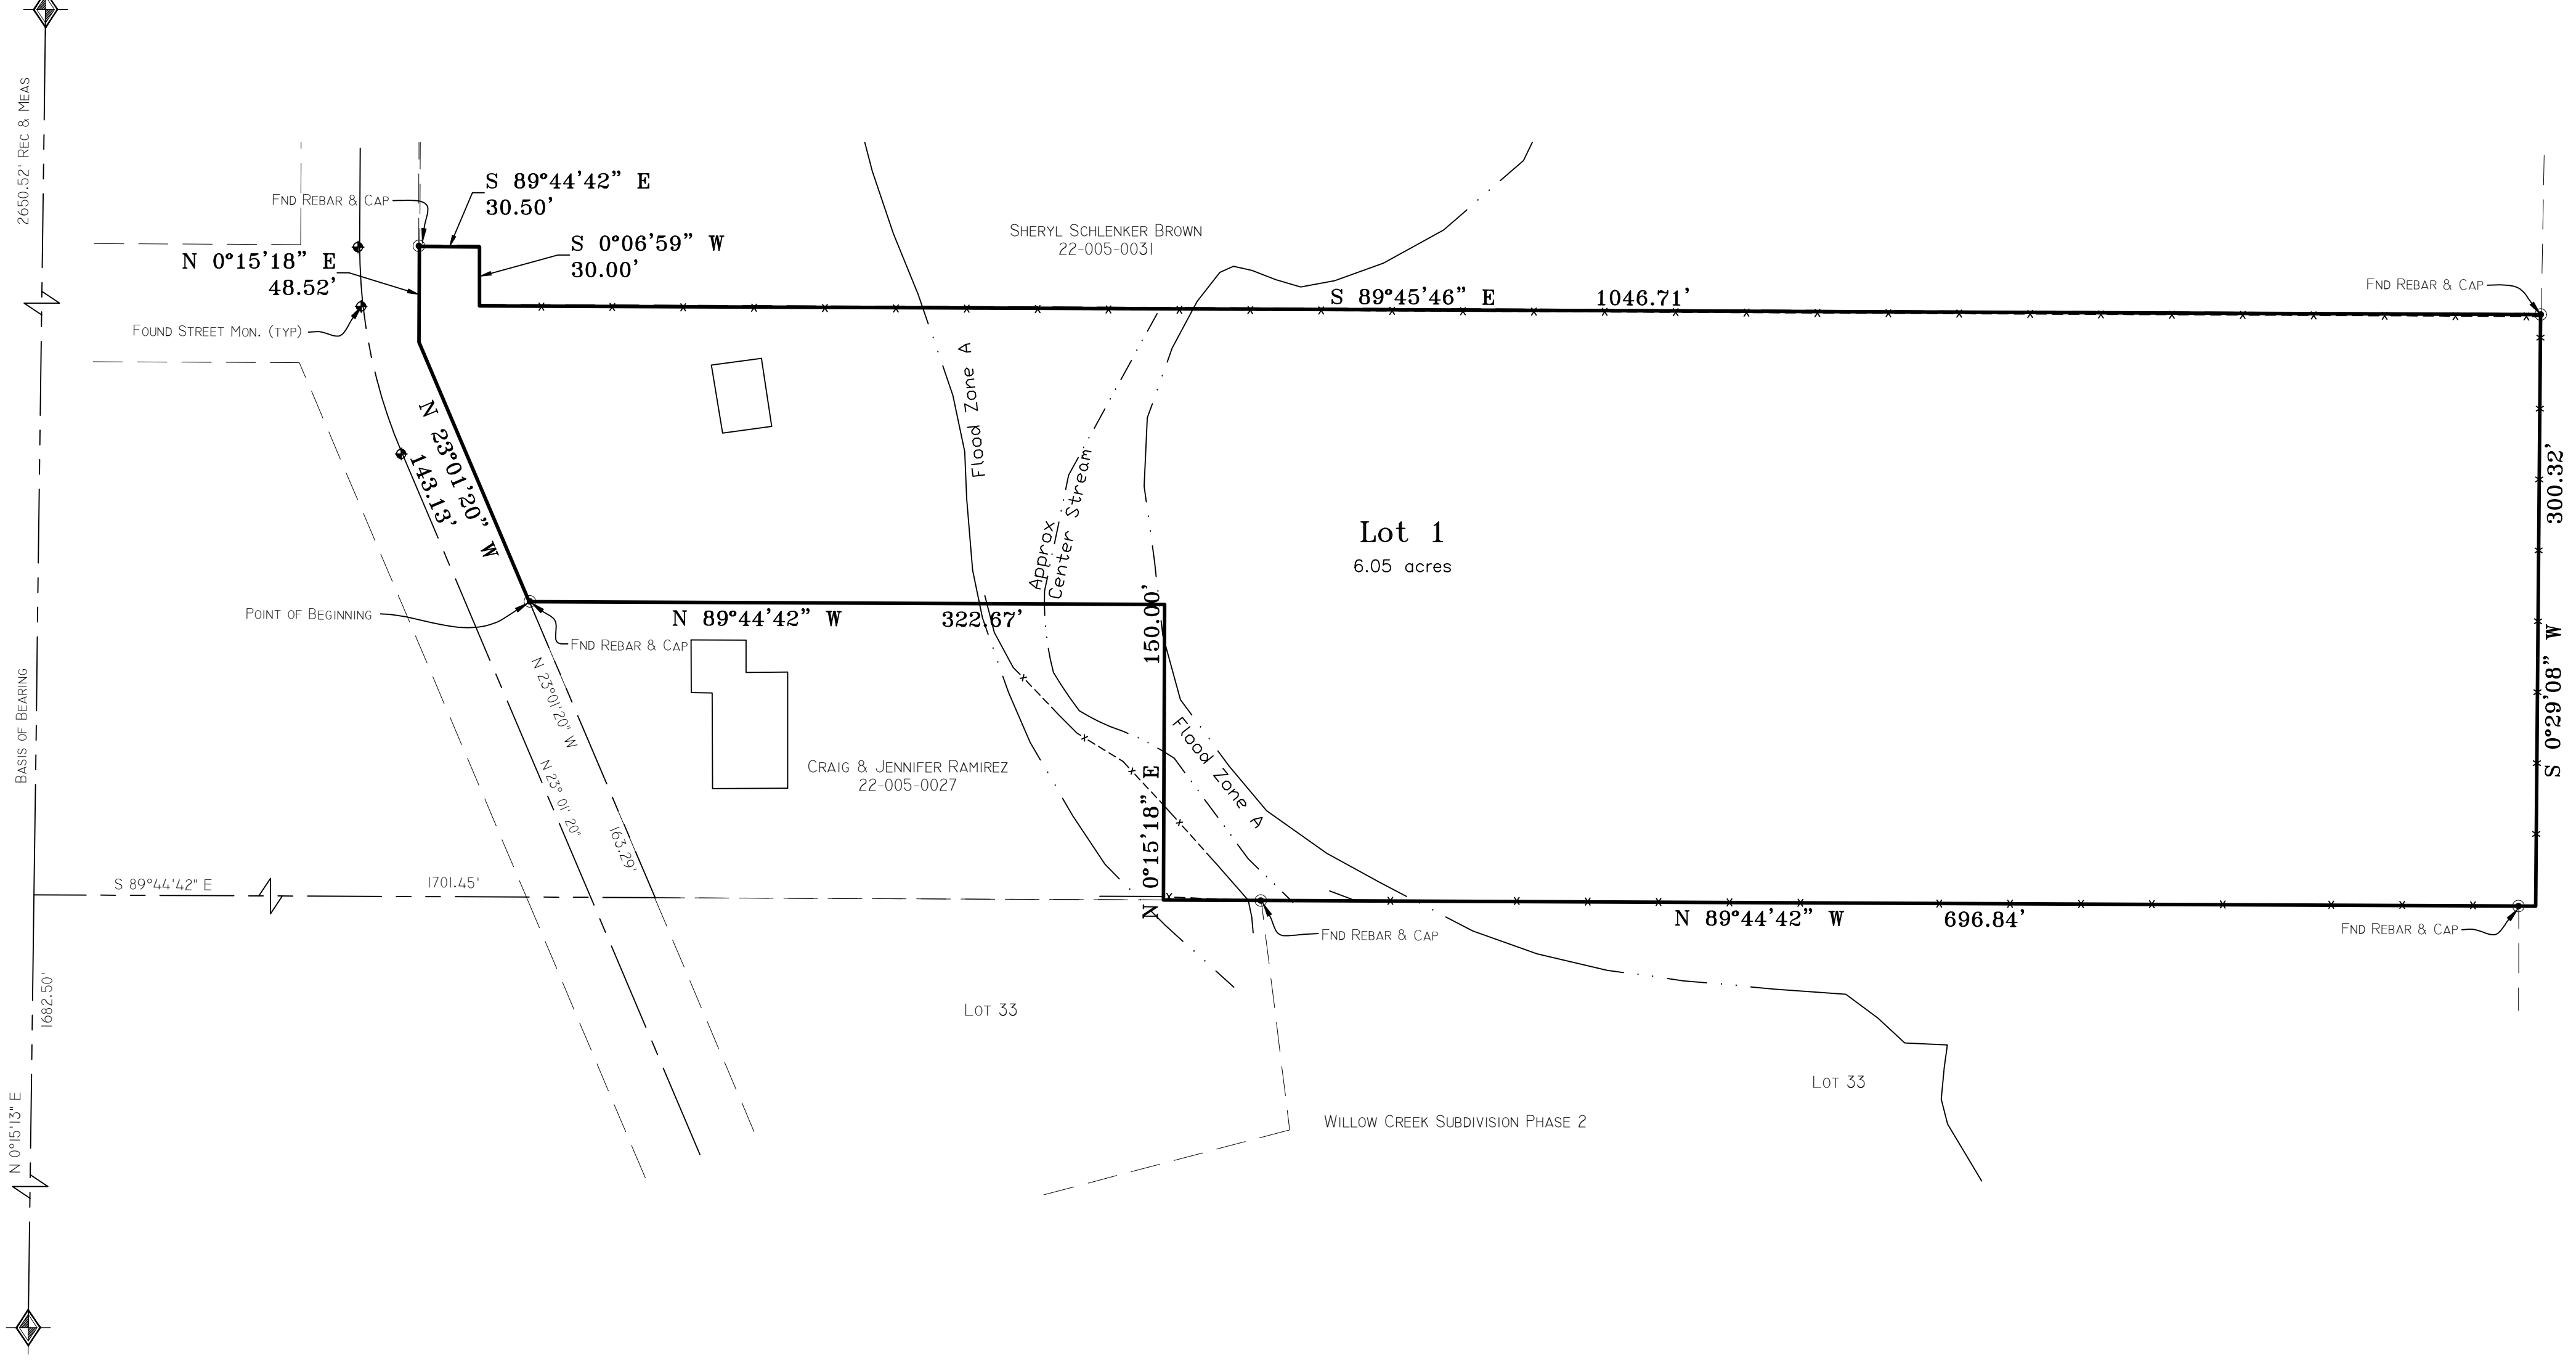 2650.52' Rec & Meas
S 89°44'42" E
30.50'
Fnd Rebar & Cap
S 0°06'59" W
30.00'
N 0°15'18" E
48.52'
Found Street Mon. (typ)
Sheryl Schlenker Brown
22-005-0031
S 89°45'46" E 1046.71'
Fnd Rebar & Cap
N 23°01'20" W
143.13'
Flood Zone A
Approx
Center Stream
Lot 1
6.05 acres
300.32'
S 0°29'08" W
Point of Beginning
Fnd Rebar & Cap
N 89°44'42" W 322.67'
150.00'
N 0°15'18" E
Basis of Bearing
N 23°01'20" W
163.29'
N 23° 01' 20"
Craig & Jennifer Ramirez
22-005-0027
Flood Zone A
S 89°44'42" E 1701.45'
N 89°44'42" W 696.84'
Fnd Rebar & Cap
Fnd Rebar & Cap
1682.50'
N 0°15'13" E
Lot 33
Lot 33
Willow Creek Subdivision Phase 2